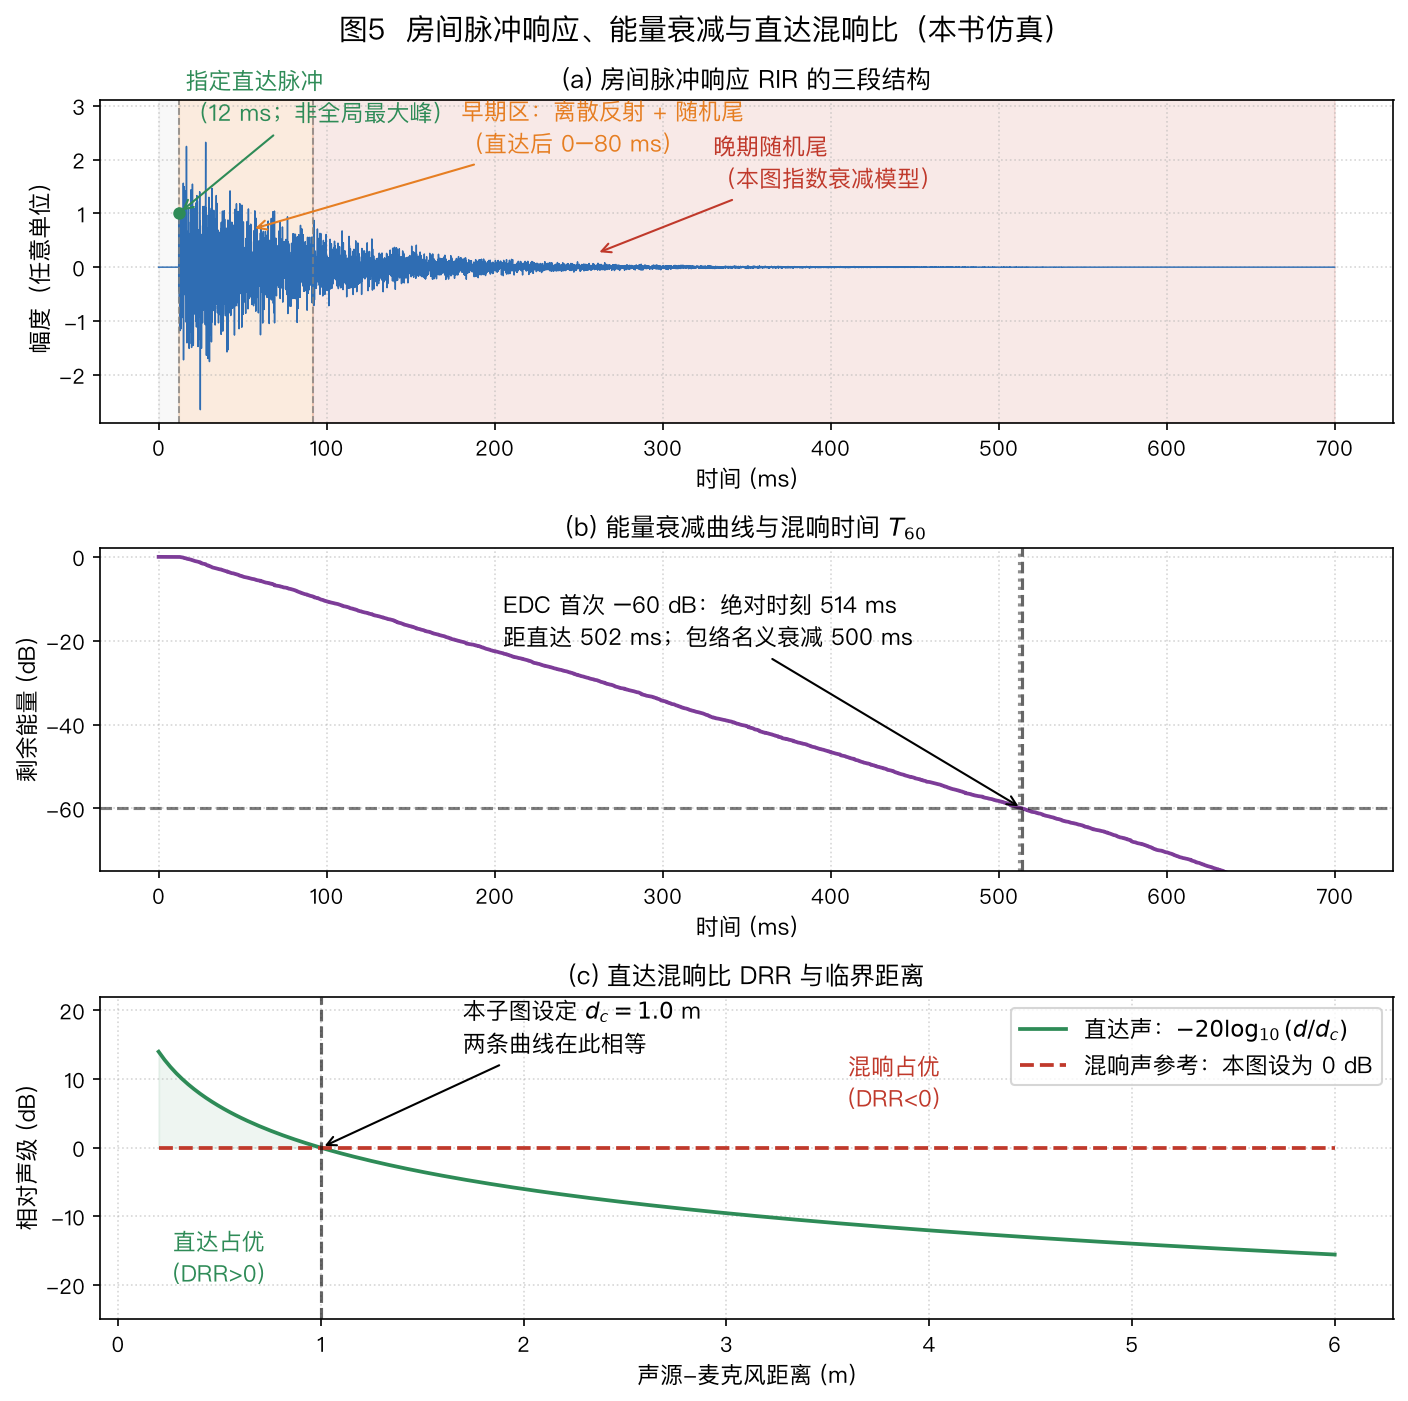 图5 房间脉冲响应、能量衰减与直达混响比（本书仿真）
(a) 房间脉冲响应 RIR 的三段结构
指定直达脉冲
（12 ms；非全局最大峰）
早期区：离散反射 + 随机尾
（直达后 0—80 ms）
晚期随机尾
（本图指数衰减模型）
幅度（任意单位）
3
2
1
0
−1
−2
0 100 200 300 400 500 600 700
时间 (ms)
(b) 能量衰减曲线与混响时间 T₆₀
EDC 首次 −60 dB：绝对时刻 514 ms
距直达 502 ms；包络名义衰减 500 ms
剩余能量 (dB)
0
−20
−40
−60
0 100 200 300 400 500 600 700
时间 (ms)
(c) 直达混响比 DRR 与临界距离
本子图设定 d_c = 1.0 m
两条曲线在此相等
混响占优
(DRR<0)
直达声：−20log₁₀(d/d_c)
混响声参考：本图设为 0 dB
直达占优
(DRR>0)
相对声级 (dB)
20
10
0
−10
−20
0 1 2 3 4 5 6
声源–麦克风距离 (m)